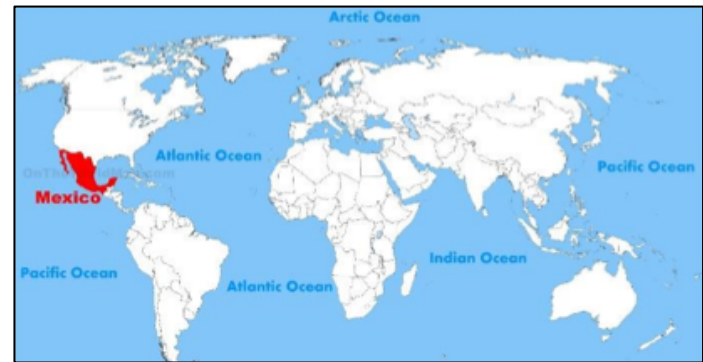 Arctic Ocean
Atlantic Ocean
Pacific Ocean
Mexico
Indian Ocean
Pacific Ocean
Atlantic Ocean